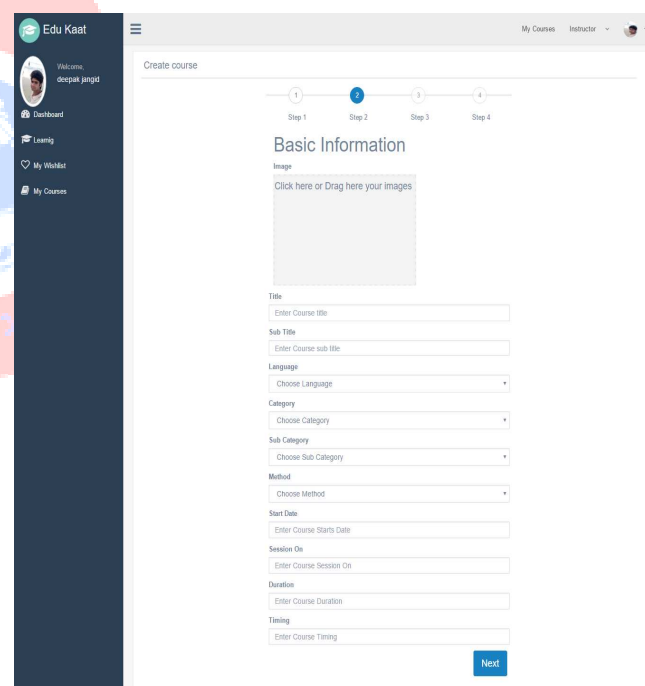 Edu Kaat
My Courses Instructor
Welcome,
deepak jangid
Dashboard
Learnig
My Wishlist
My Courses
Create course
1 2 3 4
Step 1 Step 2 Step 3 Step 4
Basic Information
Image
Click here or Drag here your images
Title
Enter Course title
Sub Title
Enter Course sub title
Language
Choose Language
Category
Choose Category
Sub Category
Choose Sub Category
Method
Choose Method
Start Date
Enter Course Starts Date
Session On
Enter Course Session On
Duration
Enter Course Duration
Timing
Enter Course Timing
Next